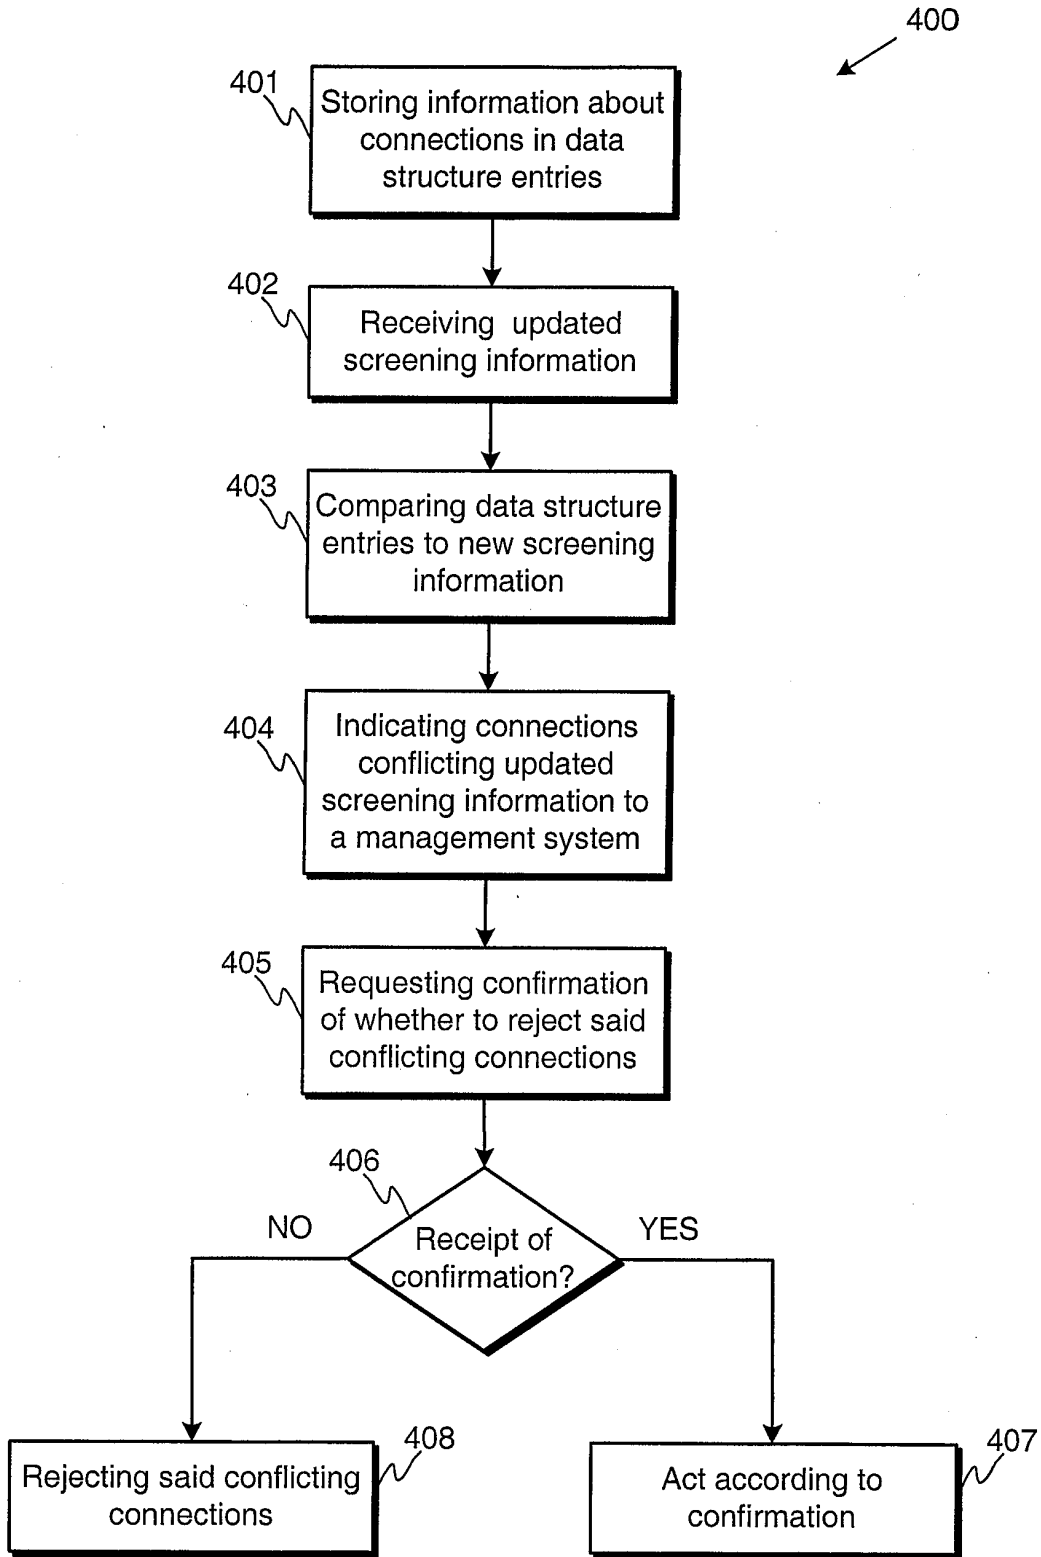 400
401
Storing information about
connections in data
structure entries
402
Receiving updated
screening information
403
Comparing data structure
entries to new screening
information
404
Indicating connections
conflicting updated
screening information to
a management system
405
Requesting confirmation
of whether to reject said
conflicting connections
406
NO
YES
Receipt of
confirmation?
408
Rejecting said conflicting
connections
407
Act according to
confirmation